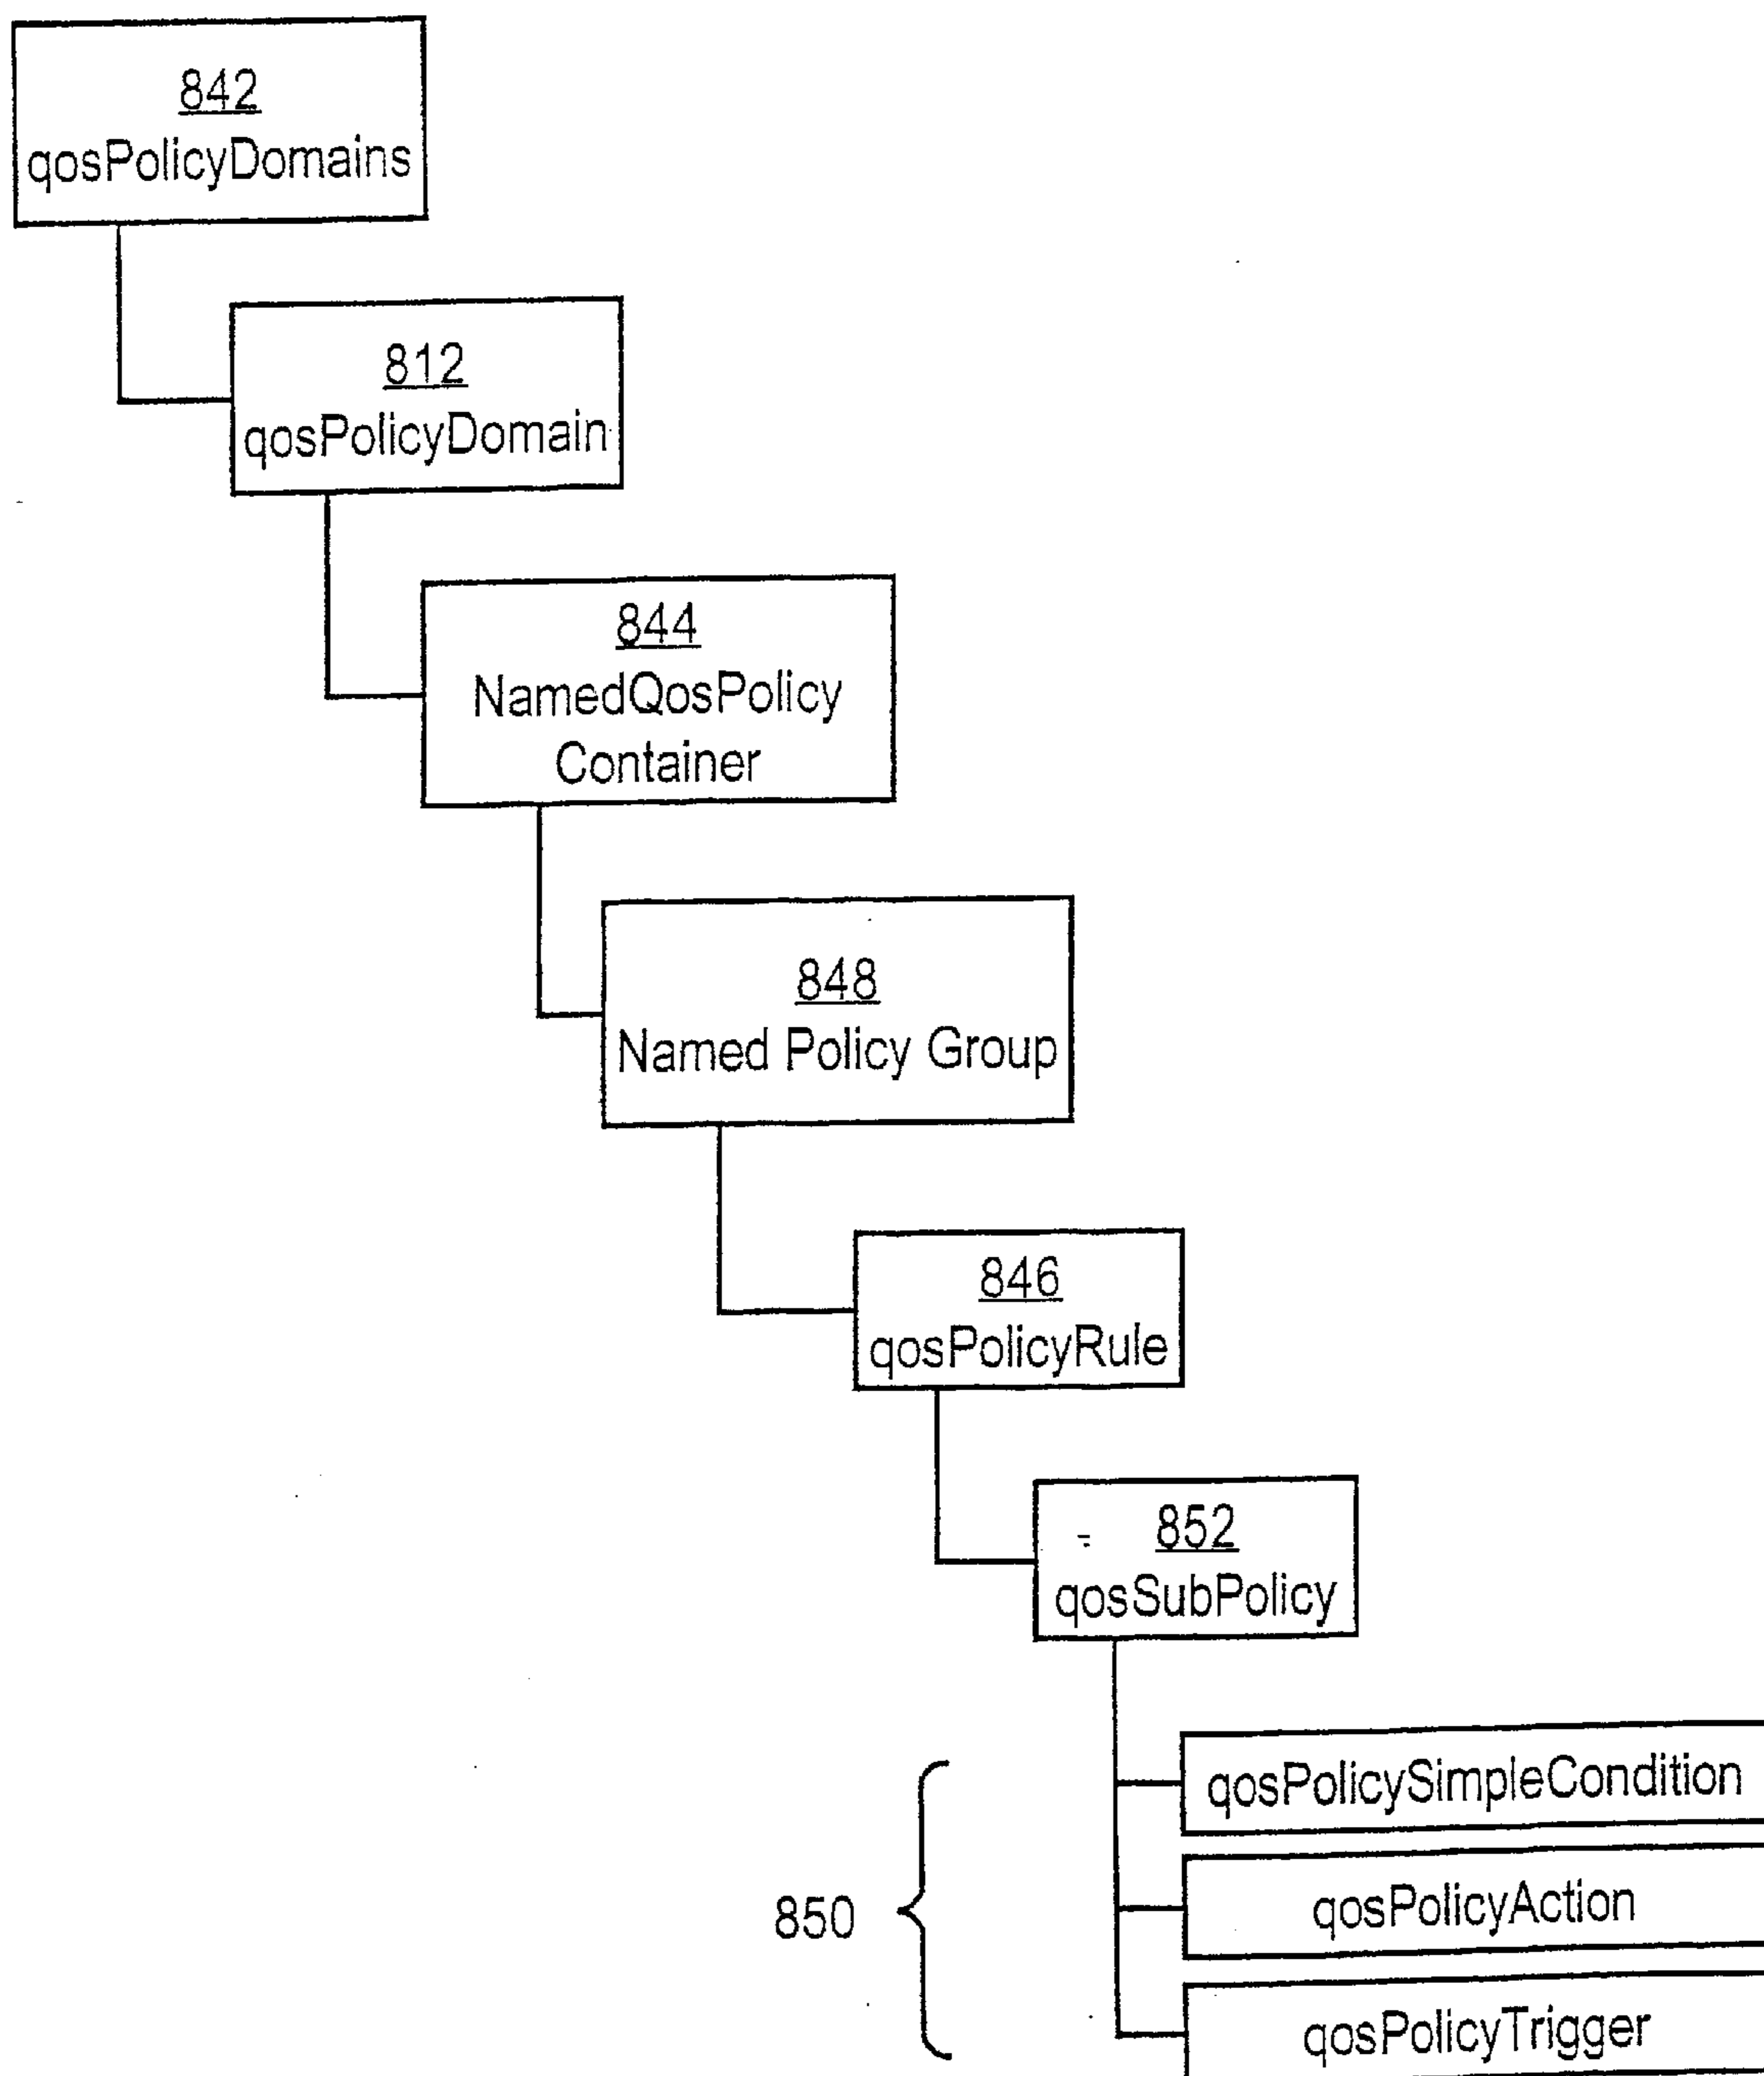 842
qosPolicyDomains
812
qosPolicyDomain
844
NamedQosPolicy
Container
848
Named Policy Group
846
qosPolicyRule
852
qosSubPolicy
qosPolicySimpleCondition
850
qosPolicyAction
qosPolicyTrigger